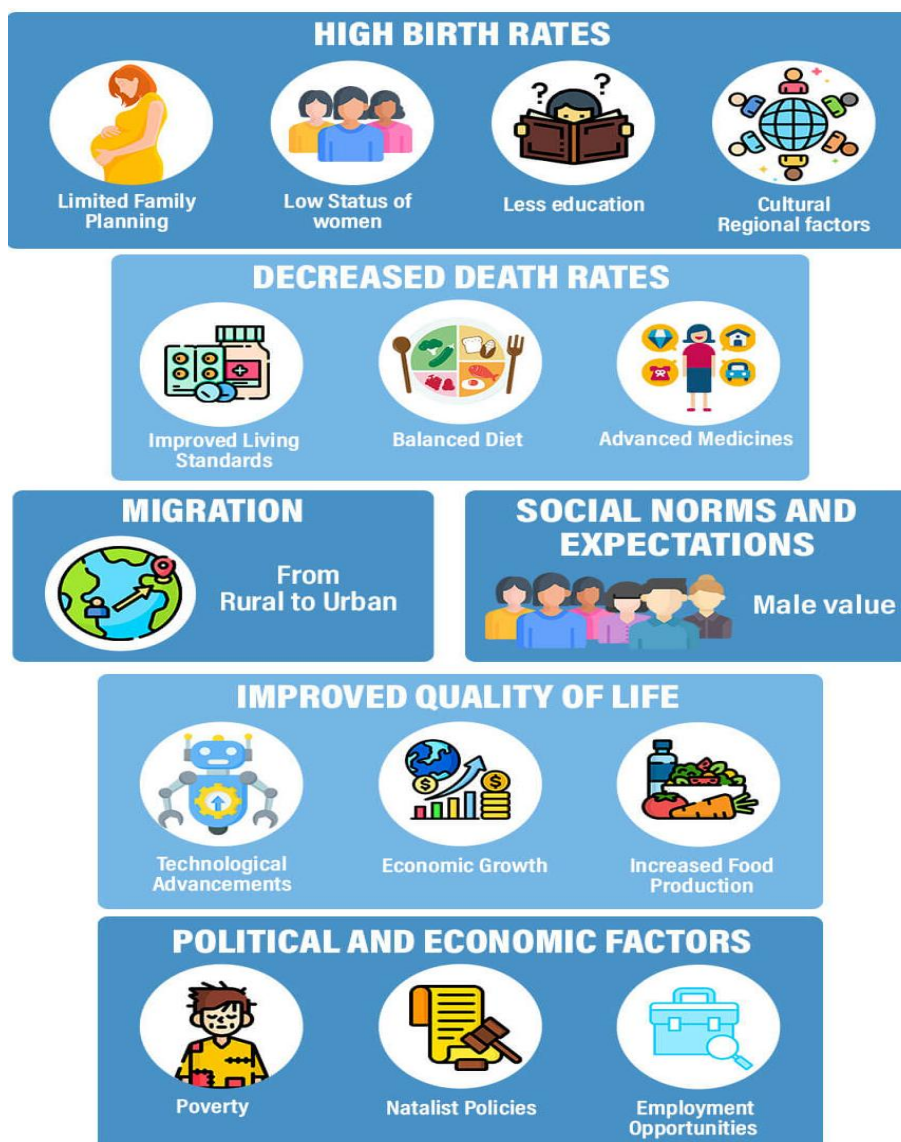 HIGH BIRTH RATES
Limited Family
Planning
Low Status of
women
Less education
Cultural
Regional factors
DECREASED DEATH RATES
Improved Living
Standards
Balanced Diet
Advanced Medicines
MIGRATION
From
Rural to Urban
SOCIAL NORMS AND
EXPECTATIONS
Male value
IMPROVED QUALITY OF LIFE
Technological
Advancements
Economic Growth
Increased Food
Production
POLITICAL AND ECONOMIC FACTORS
Poverty
Natalist Policies
Employment
Opportunities